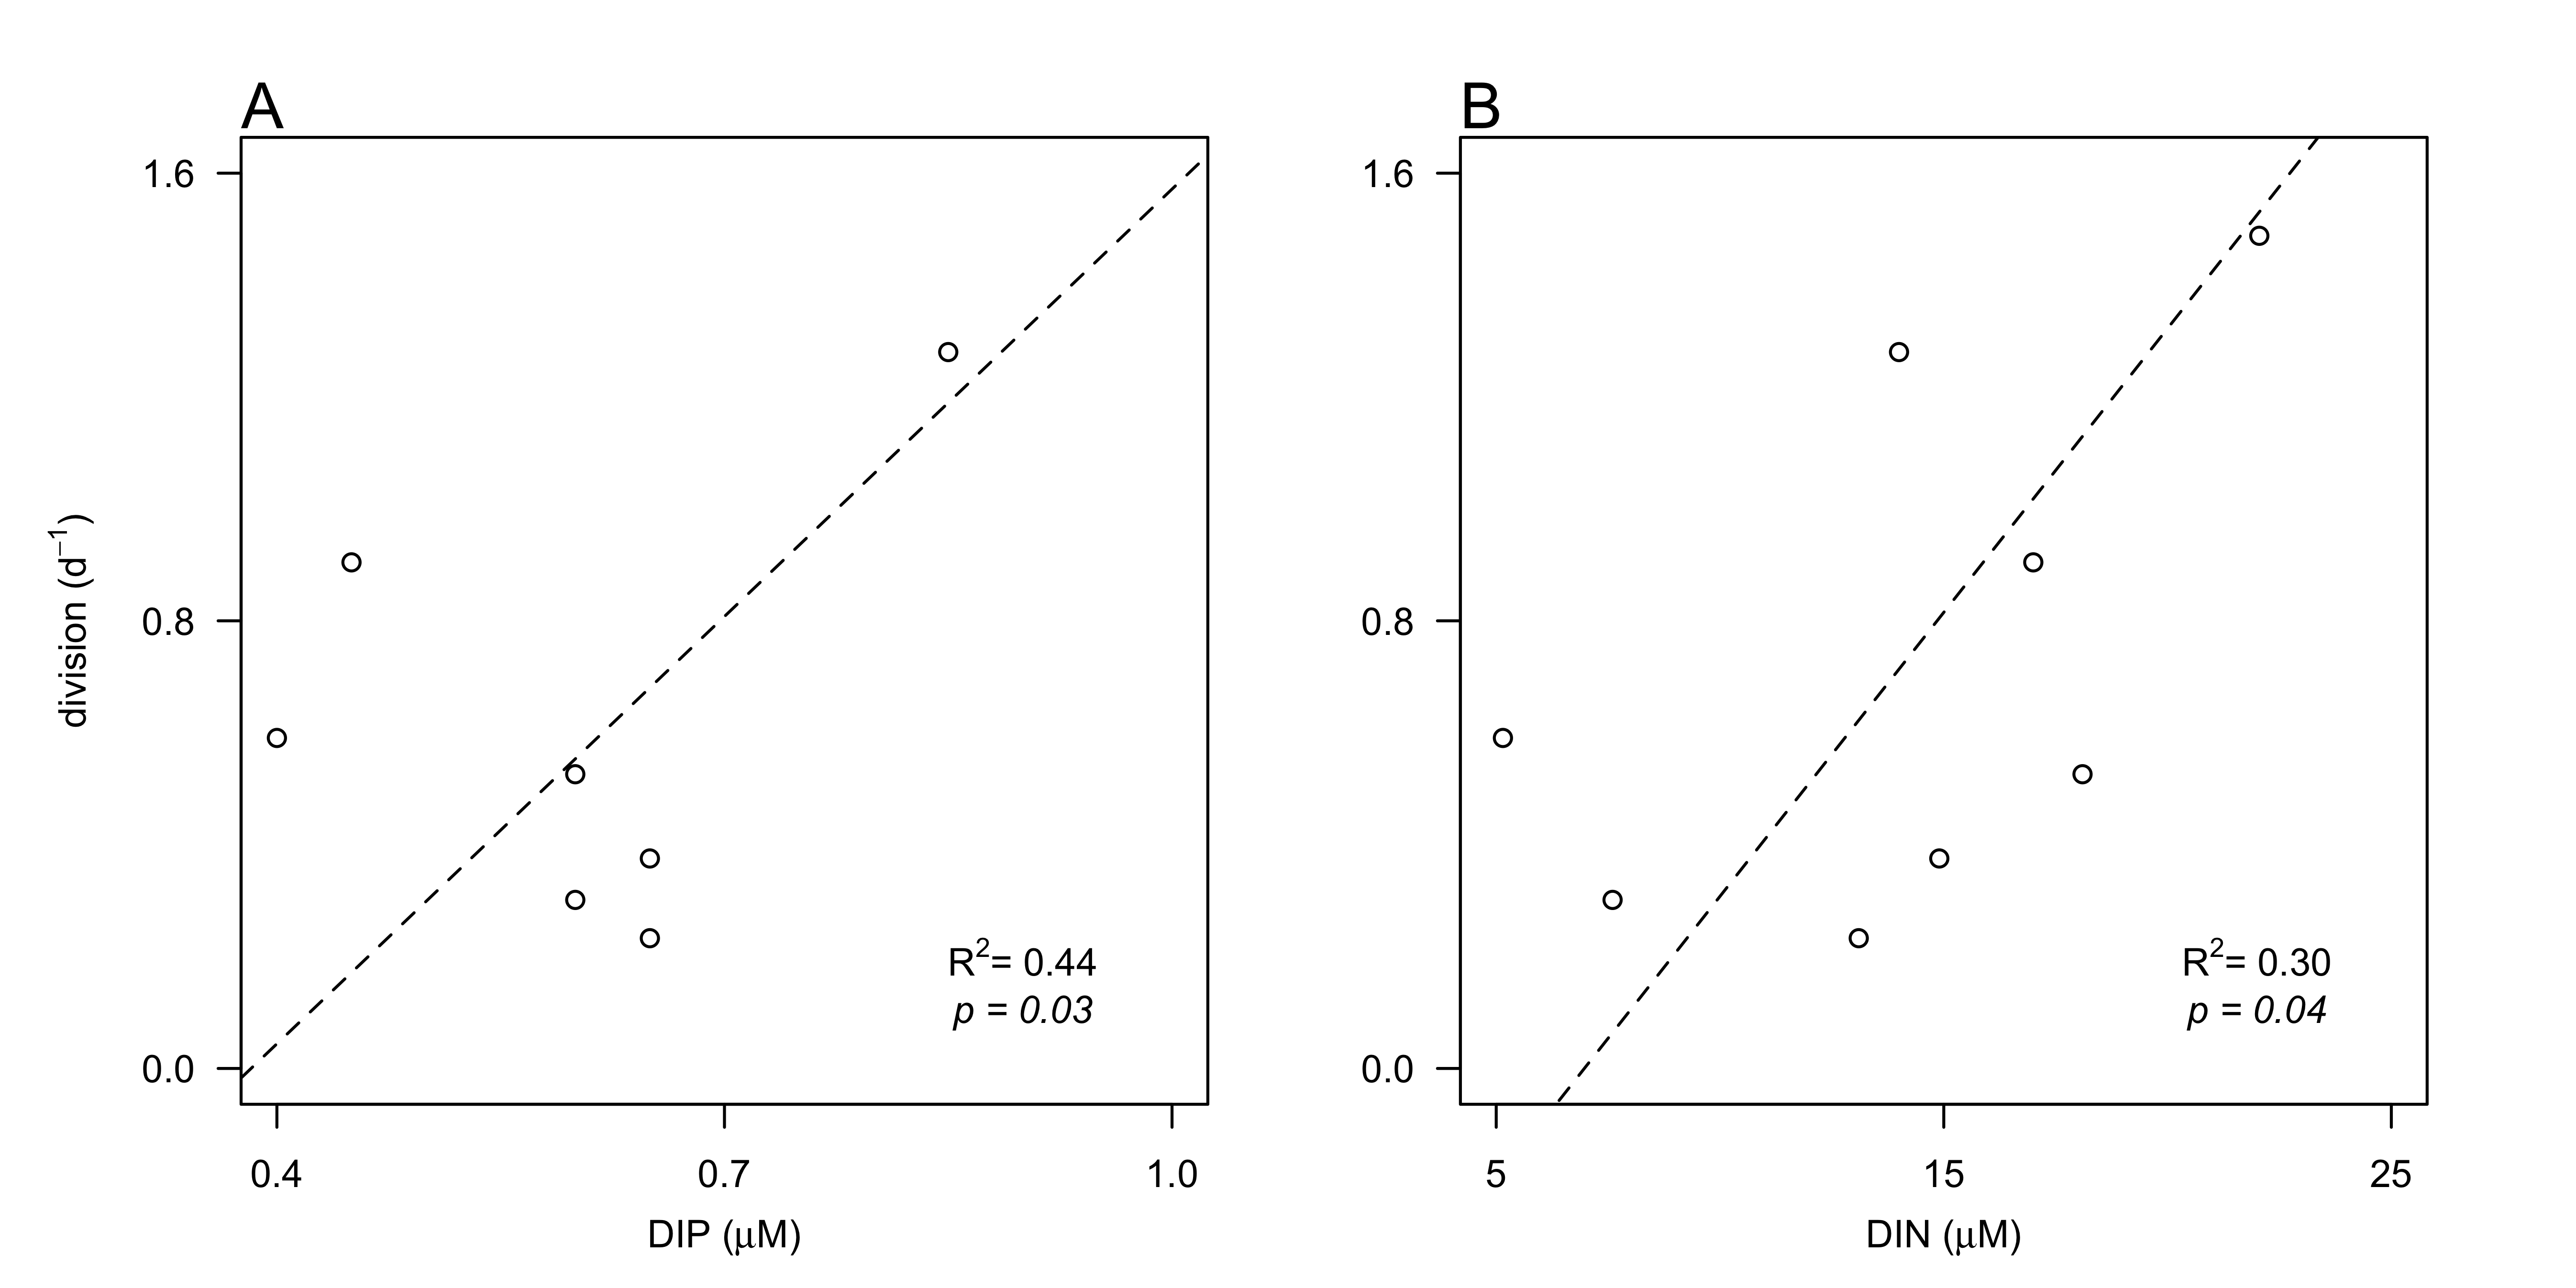 A
1.6
0.8
0.0
division (d⁻¹)
0.4 0.7 1.0
DIP (μM)
R²= 0.44
p = 0.03
B
1.6
0.8
0.0
5 15 25
DIN (μM)
R²= 0.30
p = 0.04